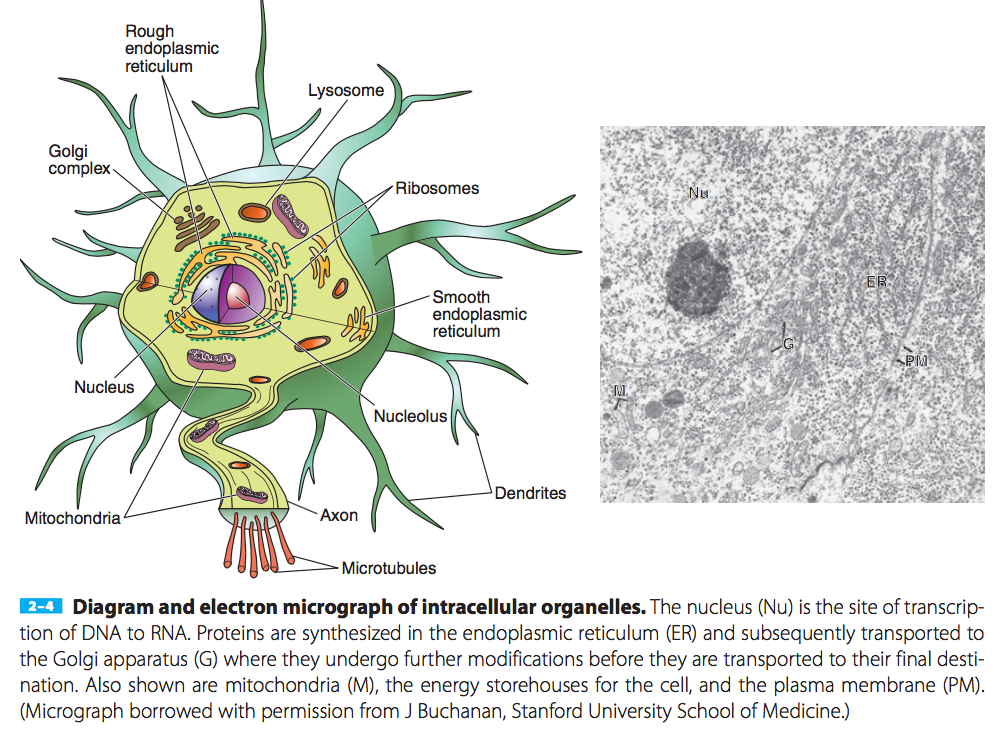 Rough
endoplasmic
reticulum
Lysosome
Golgi
complex
Ribosomes
Smooth
endoplasmic
reticulum
Nucleus
Nucleolus
Dendrites
Mitochondria
Axon
Microtubules
Nu
ER
G
PM
M
2–4 Diagram and electron micrograph of intracellular organelles. The nucleus (Nu) is the site of transcrip-
tion of DNA to RNA. Proteins are synthesized in the endoplasmic reticulum (ER) and subsequently transported to
the Golgi apparatus (G) where they undergo further modifications before they are transported to their final desti-
nation. Also shown are mitochondria (M), the energy storehouses for the cell, and the plasma membrane (PM).
(Micrograph borrowed with permission from J Buchanan, Stanford University School of Medicine.)